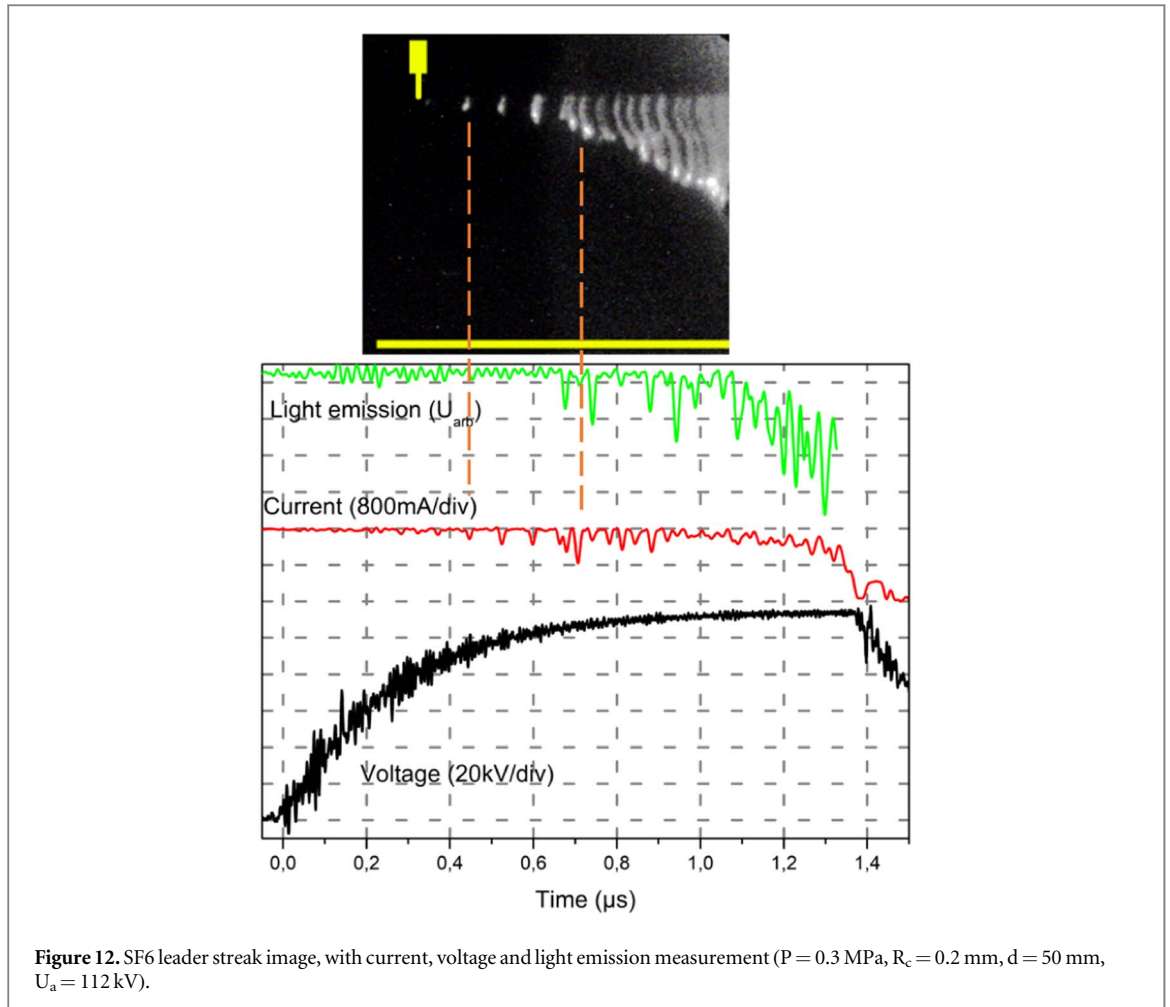 Light emission (U_arb)
Current (800mA/div)
Voltage (20kV/div)
0,0 0,2 0,4 0,6 0,8 1,0 1,2 1,4
Time (µs)
Figure 12. SF6 leader streak image, with current, voltage and light emission measurement (P = 0.3 MPa, R_c = 0.2 mm, d = 50 mm,
U_a = 112 kV).